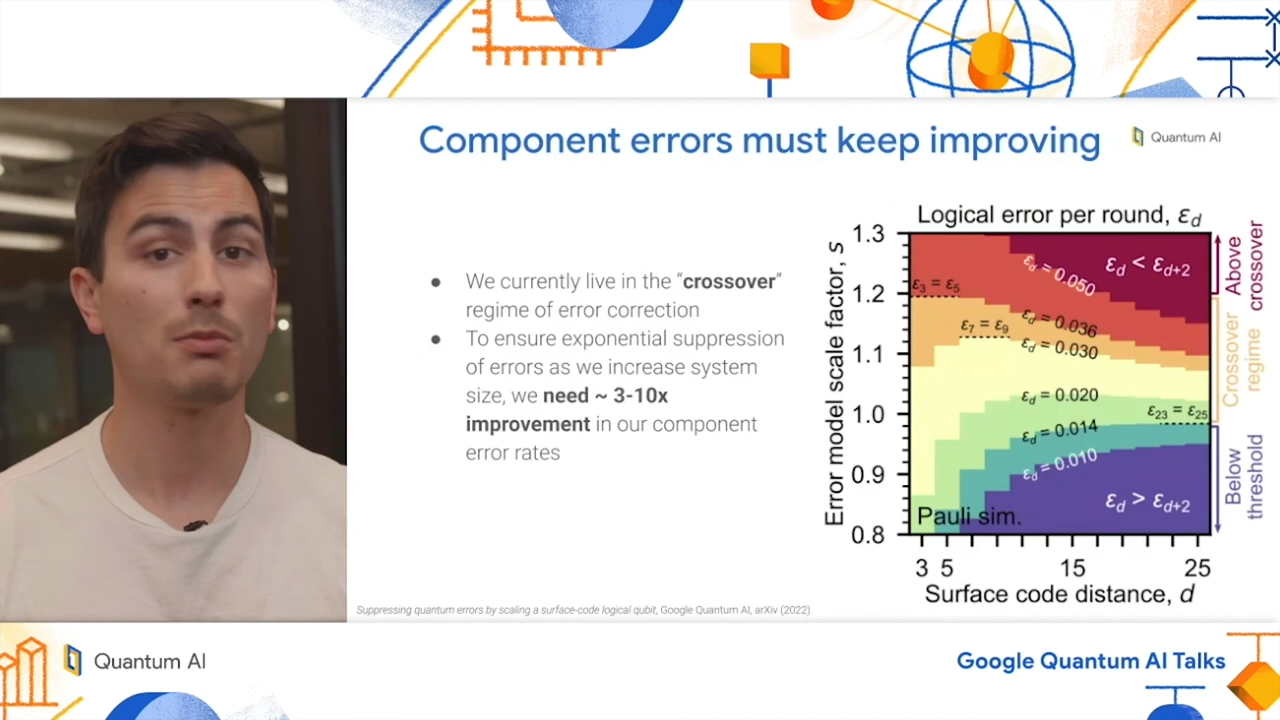 Component errors must keep improving
Quantum AI
● We currently live in the “crossover”
regime of error correction
● To ensure exponential suppression
of errors as we increase system
size, we need ~ 3-10x
improvement in our component
error rates
Logical error per round, εd
Error model scale factor, s
1.3
1.2
1.1
1.0
0.9
0.8
εd = 0.050
εd < εd+2
ε3 = ε5
ε7 = ε9
εd = 0.036
εd = 0.030
εd = 0.020
ε23 = ε25
εd = 0.014
εd = 0.010
εd > εd+2
Pauli sim.
Above
crossover
Crossover
regime
Below
threshold
3 5 15 25
Surface code distance, d
Suppressing quantum errors by scaling a surface-code logical qubit, Google Quantum AI, arXiv (2022)
Quantum AI
Google Quantum AI Talks